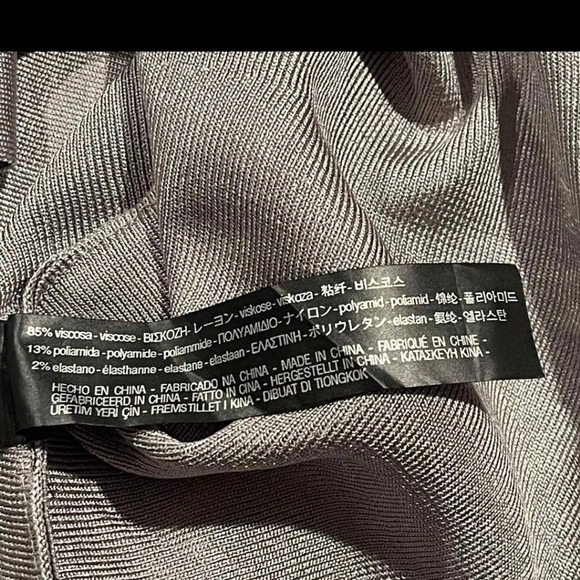 85% viscosa - viscose - ΒΙΣΚΟΖΗ - レーヨン - viskose - viskoza - 粘纤 - 비스코스
13% poliamida - polyamide - poliammide - ΠΟΛΥΑΜΙΔΙΟ - ナイロン - polyamid - poliamid - 锦纶 - 폴리아미드
2% elastano - élasthanne - elastane - elastaan - ΕΛΑΣΤΙΝΗ - ポリウレタン - elastan - 氨纶 - 엘라스탄
HECHO EN CHINA - FABRICADO NA CHINA - MADE IN CHINA - FABRIQUÉ EN CHINE -
GEFABRICEERD IN CHINA - FATTO IN CINA - HERGESTELLT IN CHINA - ΚΑΤΑΣΚΕΥΗ ΚΙΝΑ -
ÜRETİM YERİ ÇİN - FREMSTILLET I KINA - DIBUAT DI TIONGKOK